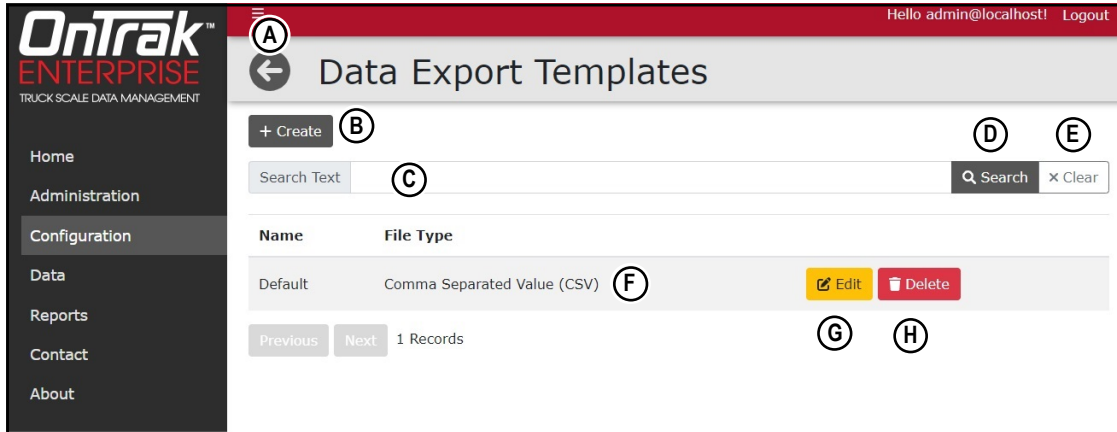 OnTrak™
ENTERPRISE
TRUCK SCALE DATA MANAGEMENT
Home
Administration
Configuration
Data
Reports
Contact
About
Hello admin@localhost! Logout
A
Data Export Templates
+ Create B
D E
Search Text C Search × Clear
Name File Type
Default Comma Separated Value (CSV) F Edit Delete
G H
Previous Next 1 Records